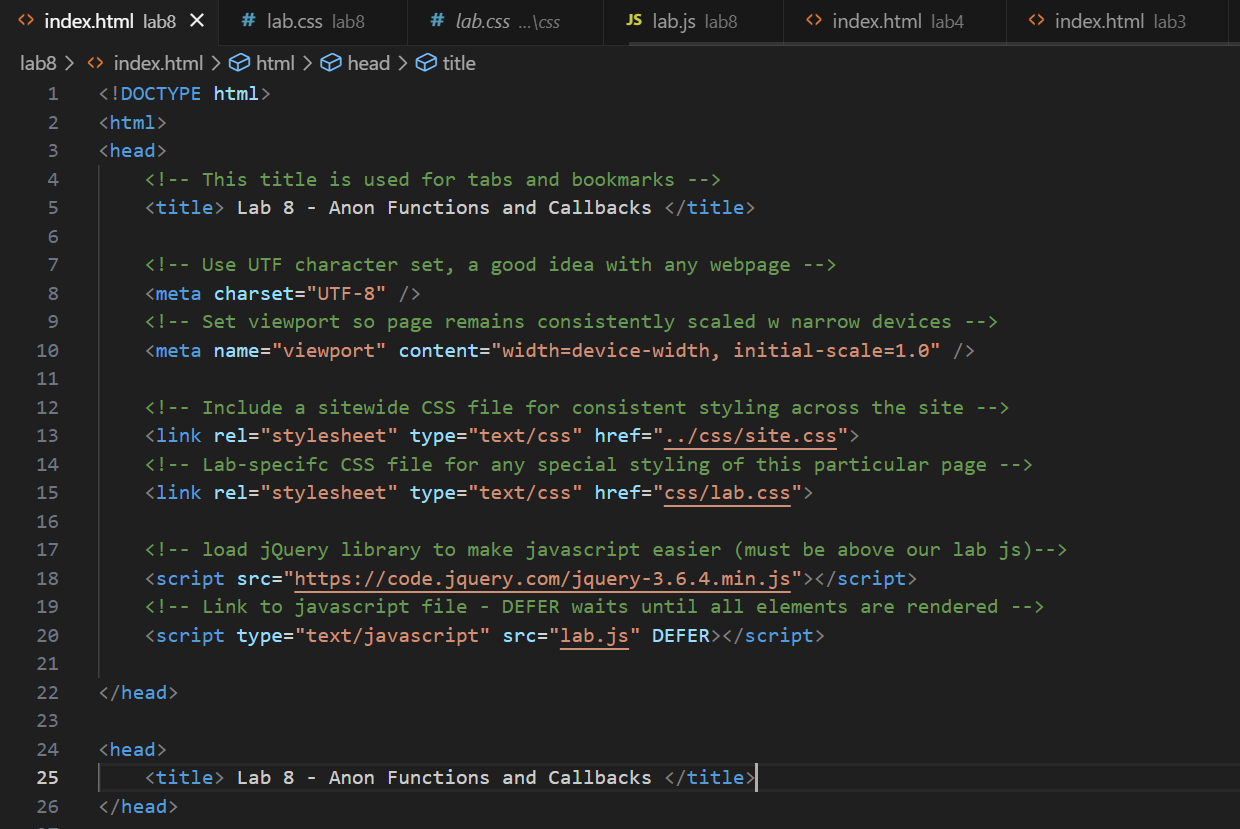 index.html lab8 lab.css lab8 lab.css ...\css JS lab.js lab8 index.html lab4 index.html lab3
lab8 > index.html > html > head > title
1 <!DOCTYPE html>
2 <html>
3 <head>
4 <!-- This title is used for tabs and bookmarks -->
5 <title> Lab 8 - Anon Functions and Callbacks </title>
6
7 <!-- Use UTF character set, a good idea with any webpage -->
8 <meta charset="UTF-8" />
9 <!-- Set viewport so page remains consistently scaled w narrow devices -->
10 <meta name="viewport" content="width=device-width, initial-scale=1.0" />
11
12 <!-- Include a sitewide CSS file for consistent styling across the site -->
13 <link rel="stylesheet" type="text/css" href="../css/site.css">
14 <!-- Lab-specifc CSS file for any special styling of this particular page -->
15 <link rel="stylesheet" type="text/css" href="css/lab.css">
16
17 <!-- load jQuery library to make javascript easier (must be above our lab js)-->
18 <script src="https://code.jquery.com/jquery-3.6.4.min.js"></script>
19 <!-- Link to javascript file - DEFER waits until all elements are rendered -->
20 <script type="text/javascript" src="lab.js" DEFER></script>
21
22 </head>
23
24 <head>
25 <title> Lab 8 - Anon Functions and Callbacks </title>
26 </head>